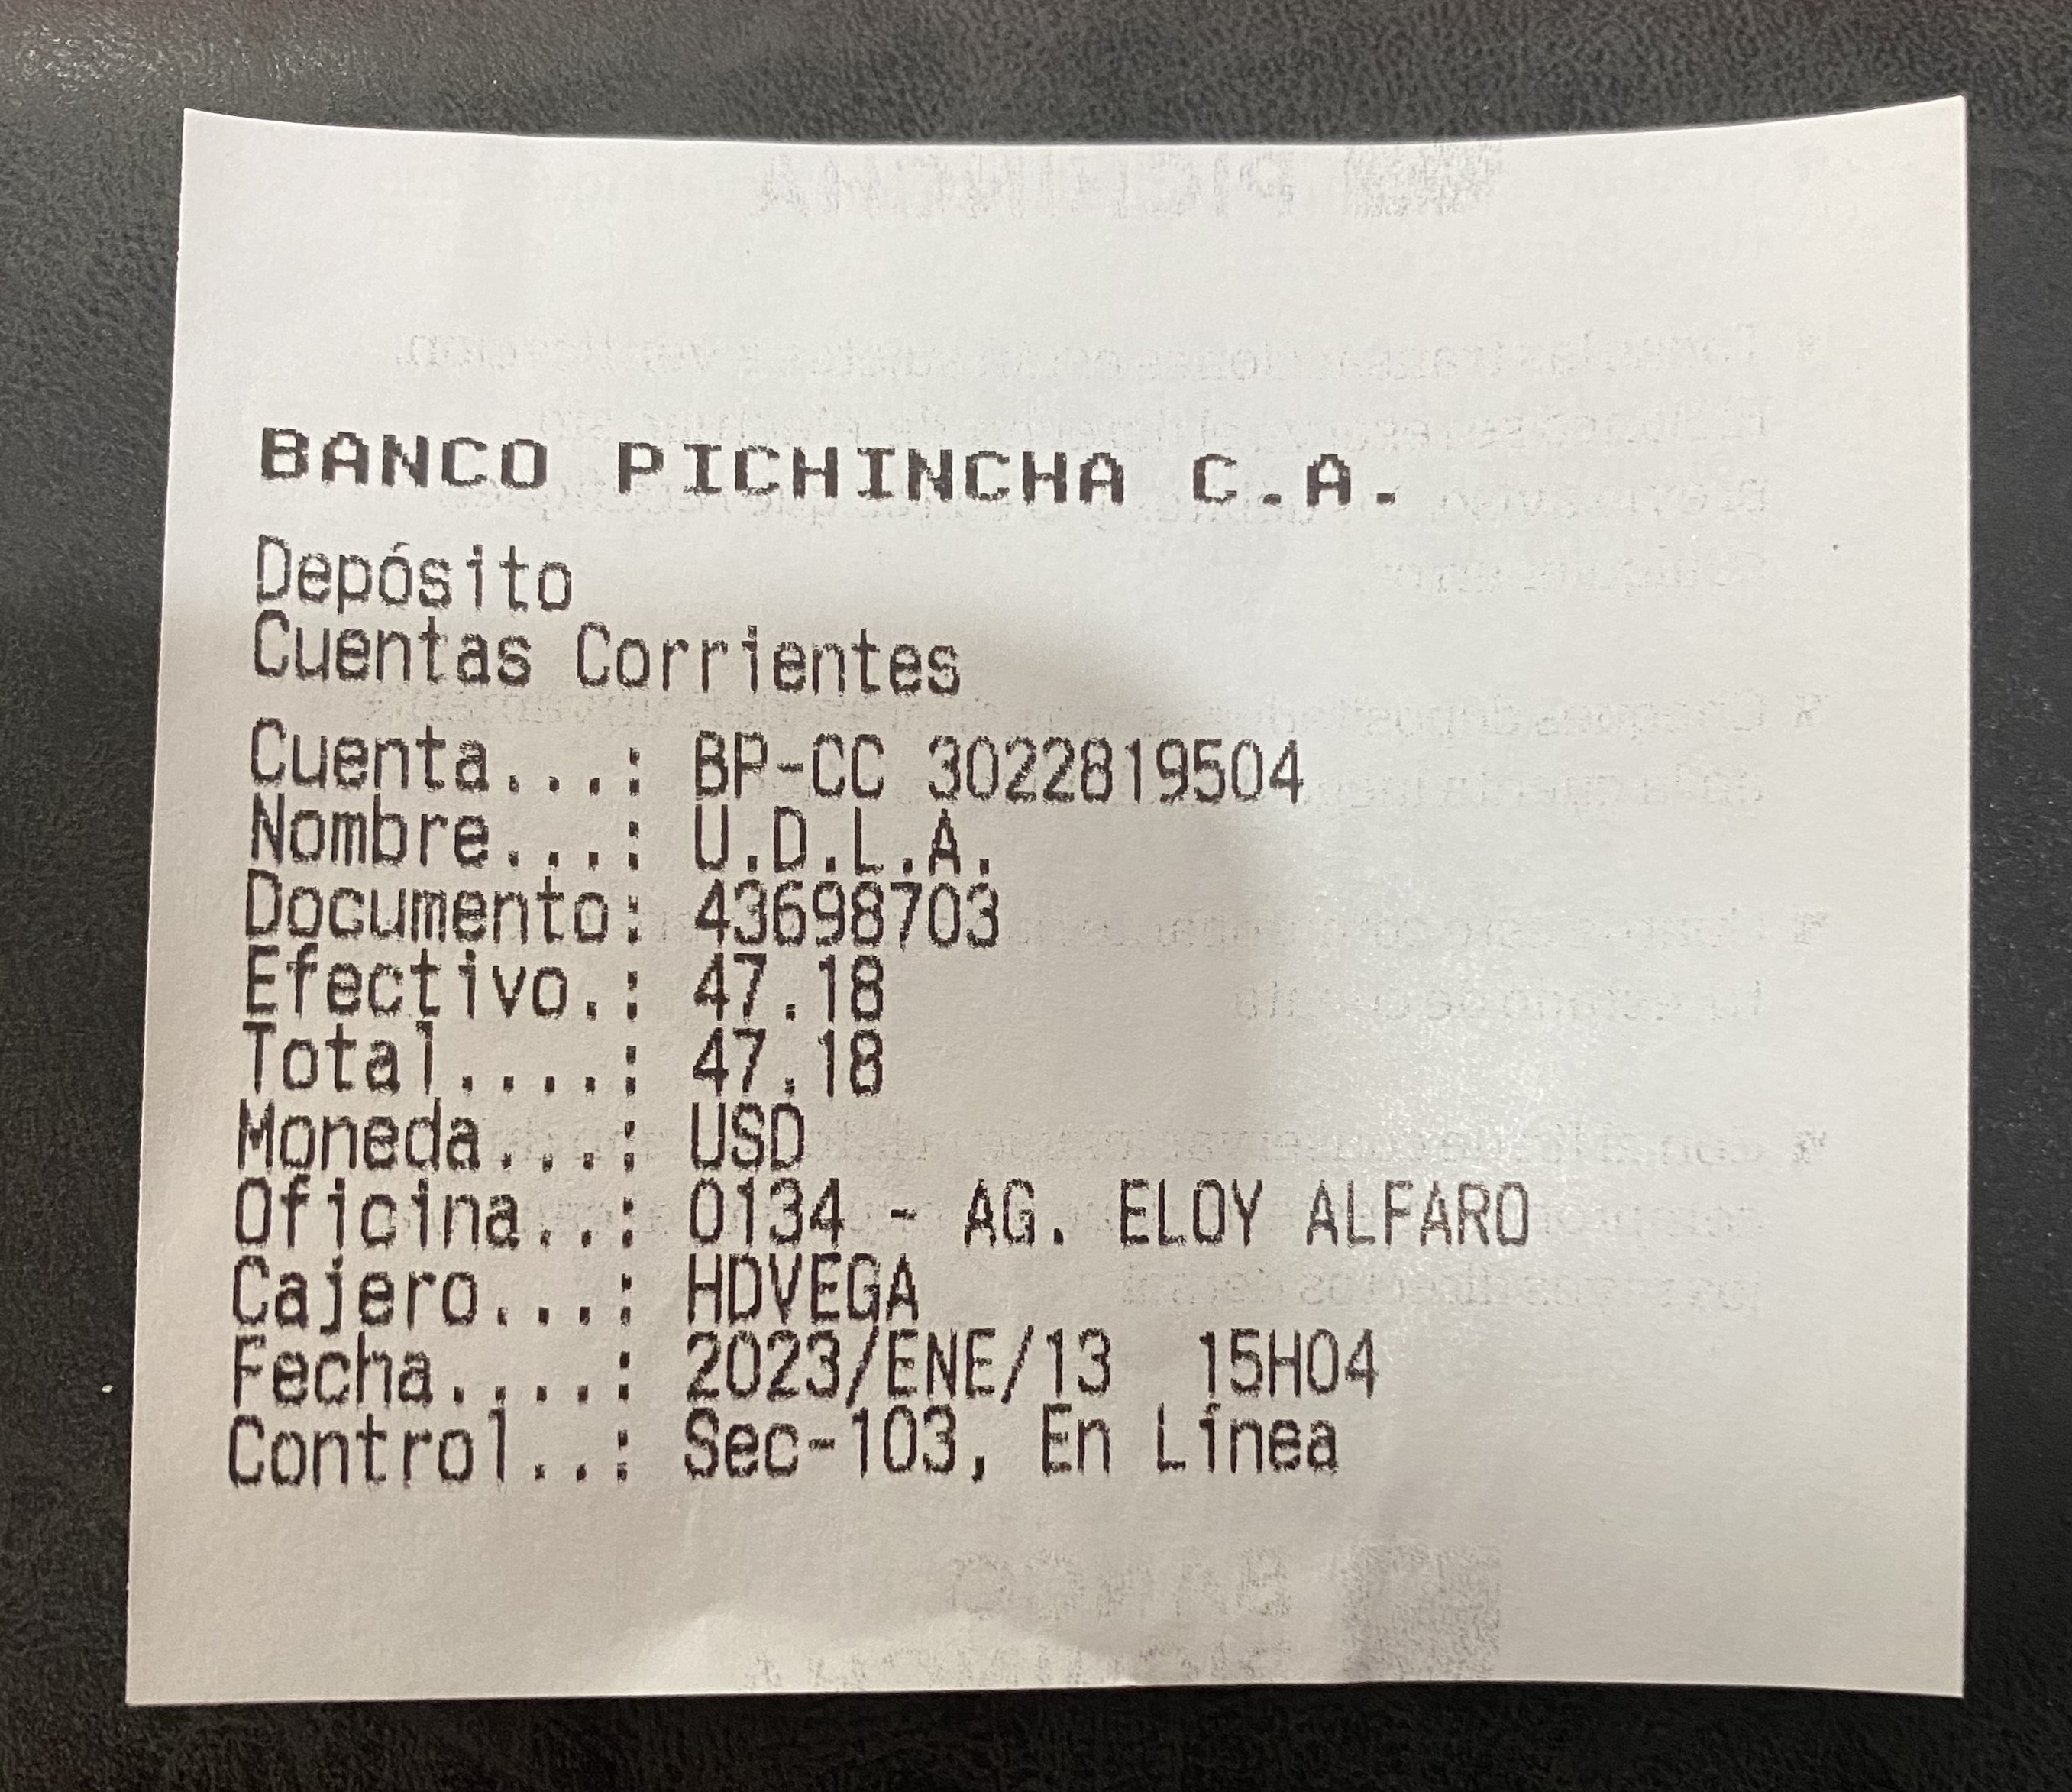 BANCO PICHINCHA C.A.
Depósito
Cuentas Corrientes
Cuenta...: BP-CC 3022819504
Nombre...: U.D.L.A.
Documento: 43698703
Efectivo.: 47.18
Total....: 47.18
Moneda...: USD
Oficina..: 0134 - AG. ELOY ALFARO
Cajero...: HDVEGA
Fecha....: 2023/ENE/13 15H04
Control..: Sec-103, En Línea